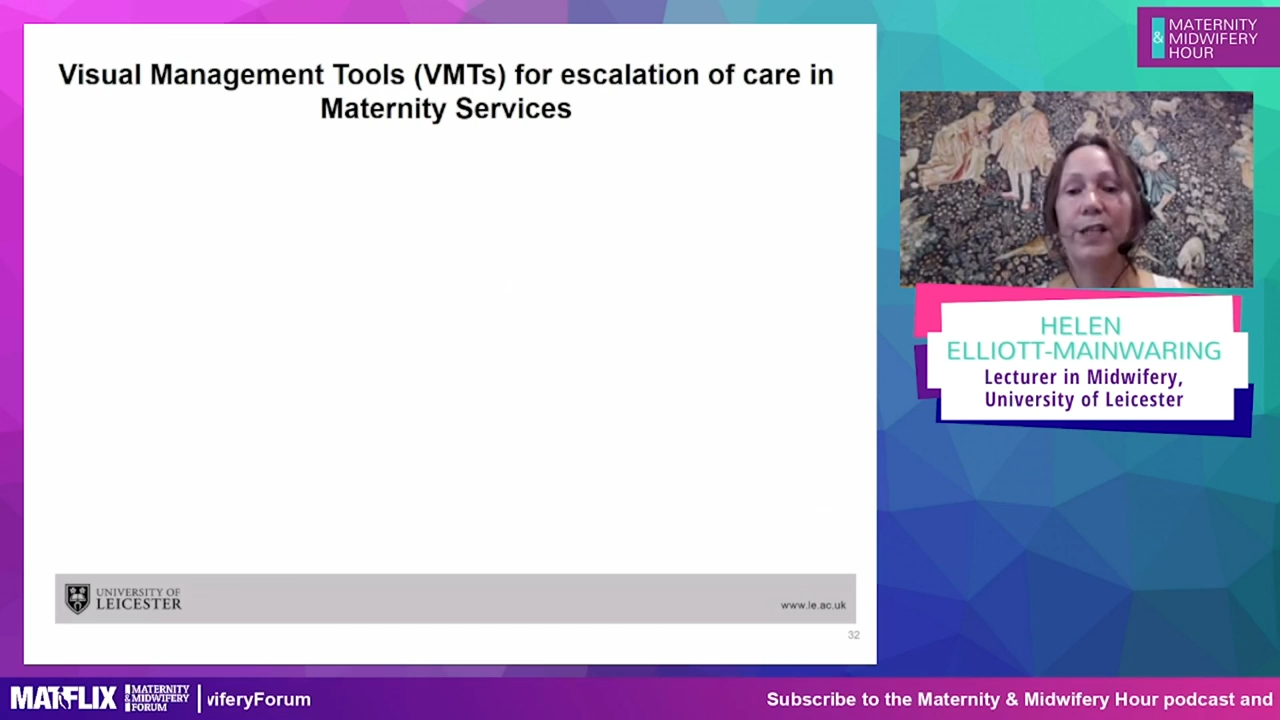 MATERNITY
& MIDWIFERY
HOUR
Visual Management Tools (VMTs) for escalation of care in
Maternity Services
HELEN
ELLIOTT-MAINWARING
Lecturer in Midwifery,
University of Leicester
UNIVERSITY OF
LEICESTER
www.le.ac.uk
32
MATFLIX
MATERNITY
& MIDWIFERY
FORUM
wiferyForum
Subscribe to the Maternity & Midwifery Hour podcast and